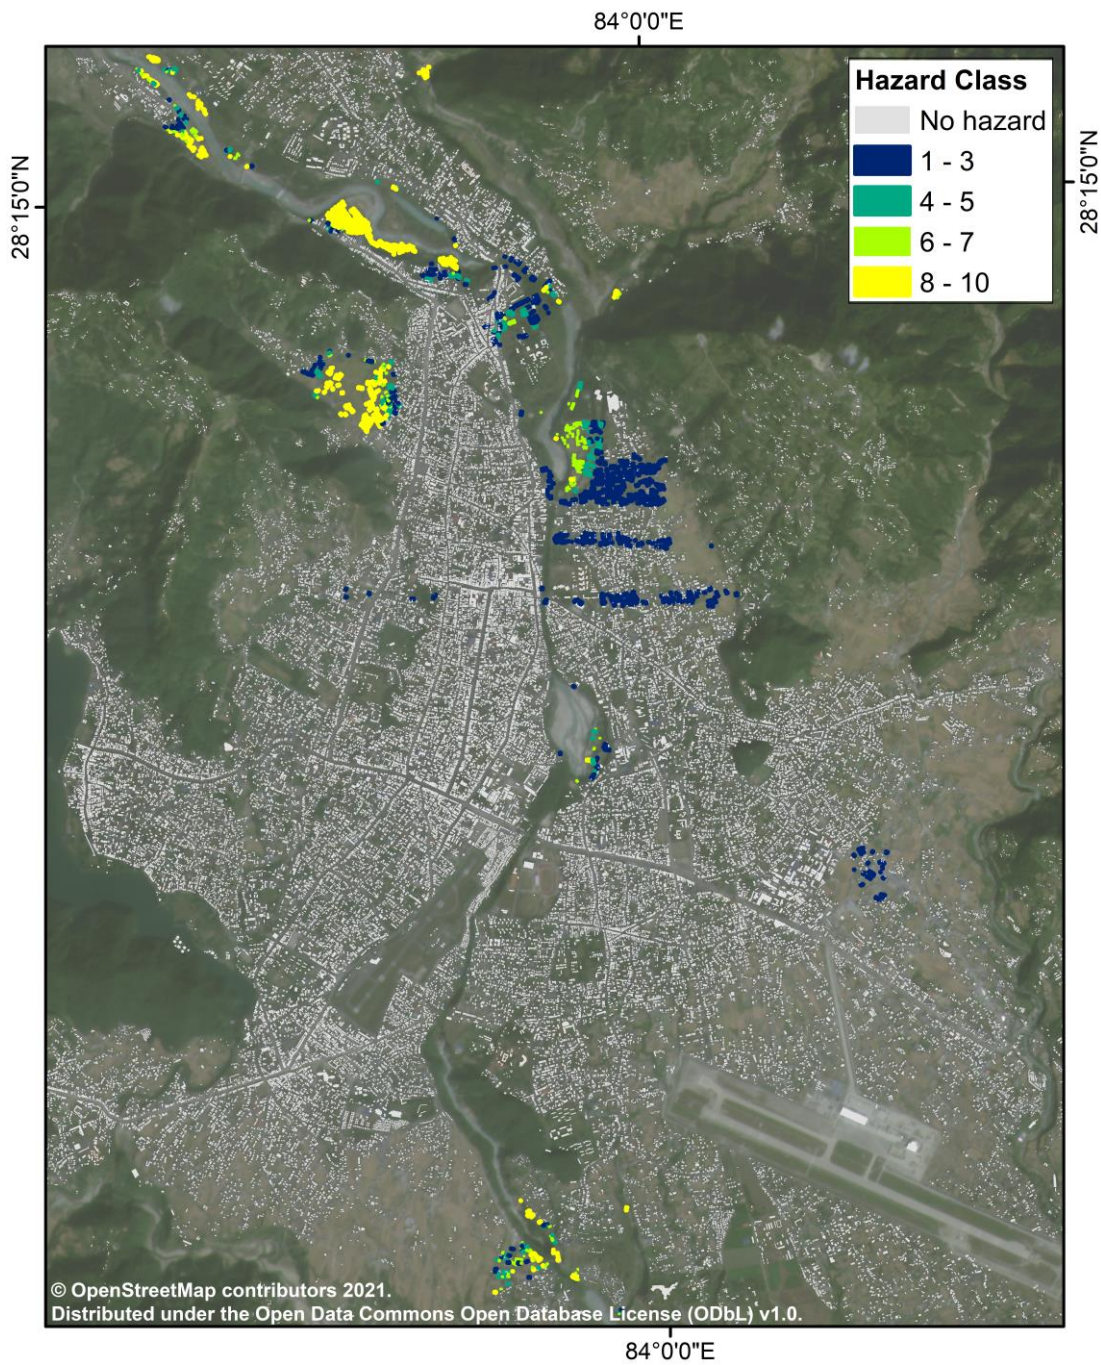 84°0'0"E
Hazard Class
No hazard
1 - 3
4 - 5
6 - 7
8 - 10
28°15'0"N
28°15'0"N
© OpenStreetMap contributors 2021.
Distributed under the Open Data Commons Open Database License (ODbL) v1.0.
84°0'0"E